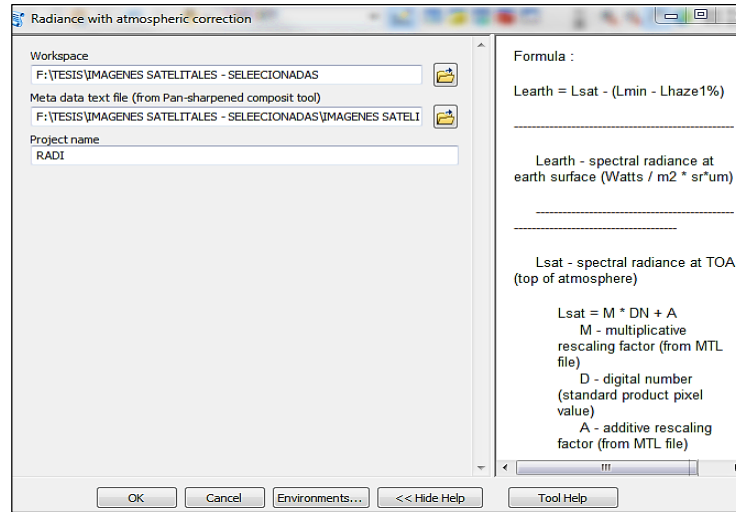 Radiance with atmospheric correction
Workspace
F:\TESIS\IMAGENES SATELITALES - SELEECIONADAS
Meta data text file (from Pan-sharpened composit tool)
F:\TESIS\IMAGENES SATELITALES - SELEECIONADAS\IMAGENES SATELI
Project name
RADI
Formula :
Learth = Lsat - (Lmin - Lhaze1%)
--------------------------------------------------
Learth - spectral radiance at
earth surface (Watts / m2 * sr*um)
--------------------------------------------------
-------------------------------------
Lsat - spectral radiance at TOA
(top of atmosphere)
Lsat = M * DN + A
M - multiplicative
rescaling factor (from MTL
file)
D - digital number
(standard product pixel
value)
A - additive rescaling
factor (from MTL file)
OK
Cancel
Environments...
<< Hide Help
Tool Help